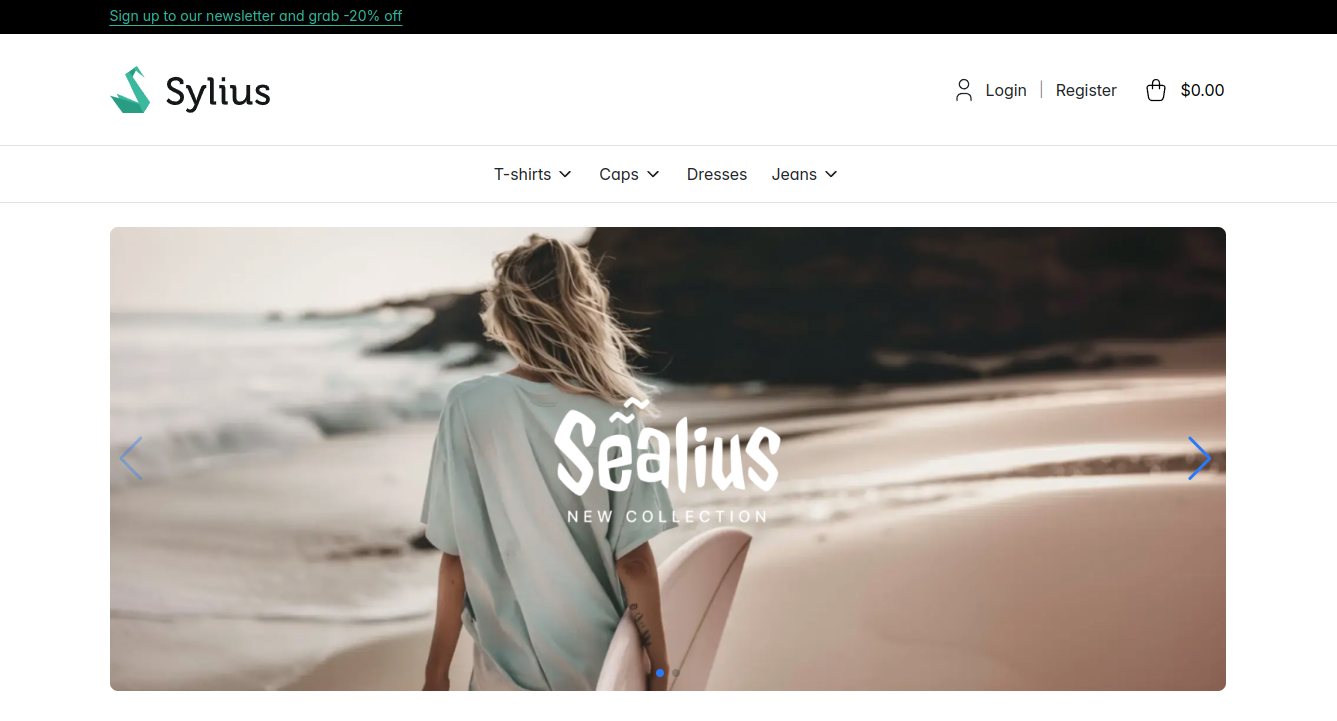 Sign up to our newsletter and grab -20% off
Sylius
Login
Register
$0.00
T-shirts
Caps
Dresses
Jeans
Sealius
NEW COLLECTION